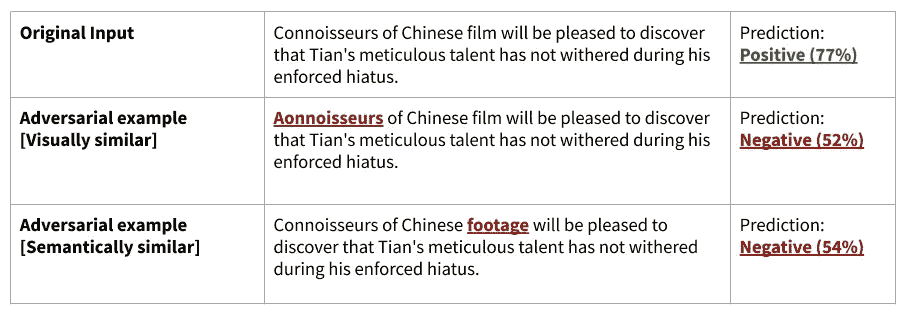 Original Input
Connoisseurs of Chinese film will be pleased to discover
that Tian's meticulous talent has not withered during his
enforced hiatus.
Prediction:
Positive (77%)
Adversarial example
[Visually similar]
Aonnoisseurs of Chinese film will be pleased to discover
that Tian's meticulous talent has not withered during his
enforced hiatus.
Prediction:
Negative (52%)
Adversarial example
[Semantically similar]
Connoisseurs of Chinese footage will be pleased to
discover that Tian's meticulous talent has not withered
during his enforced hiatus.
Prediction:
Negative (54%)